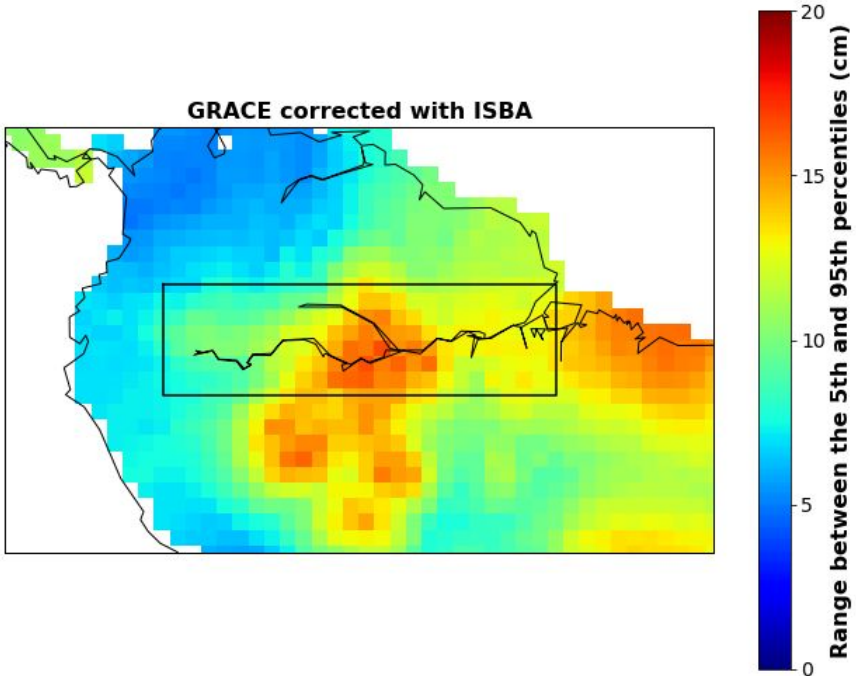 GRACE corrected with ISBA
20
15
10
5
0
Range between the 5th and 95th percentiles (cm)